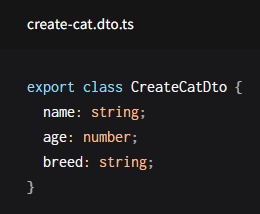 create-cat.dto.ts
export class CreateCatDto {
  name: string;
  age: number;
  breed: string;
}